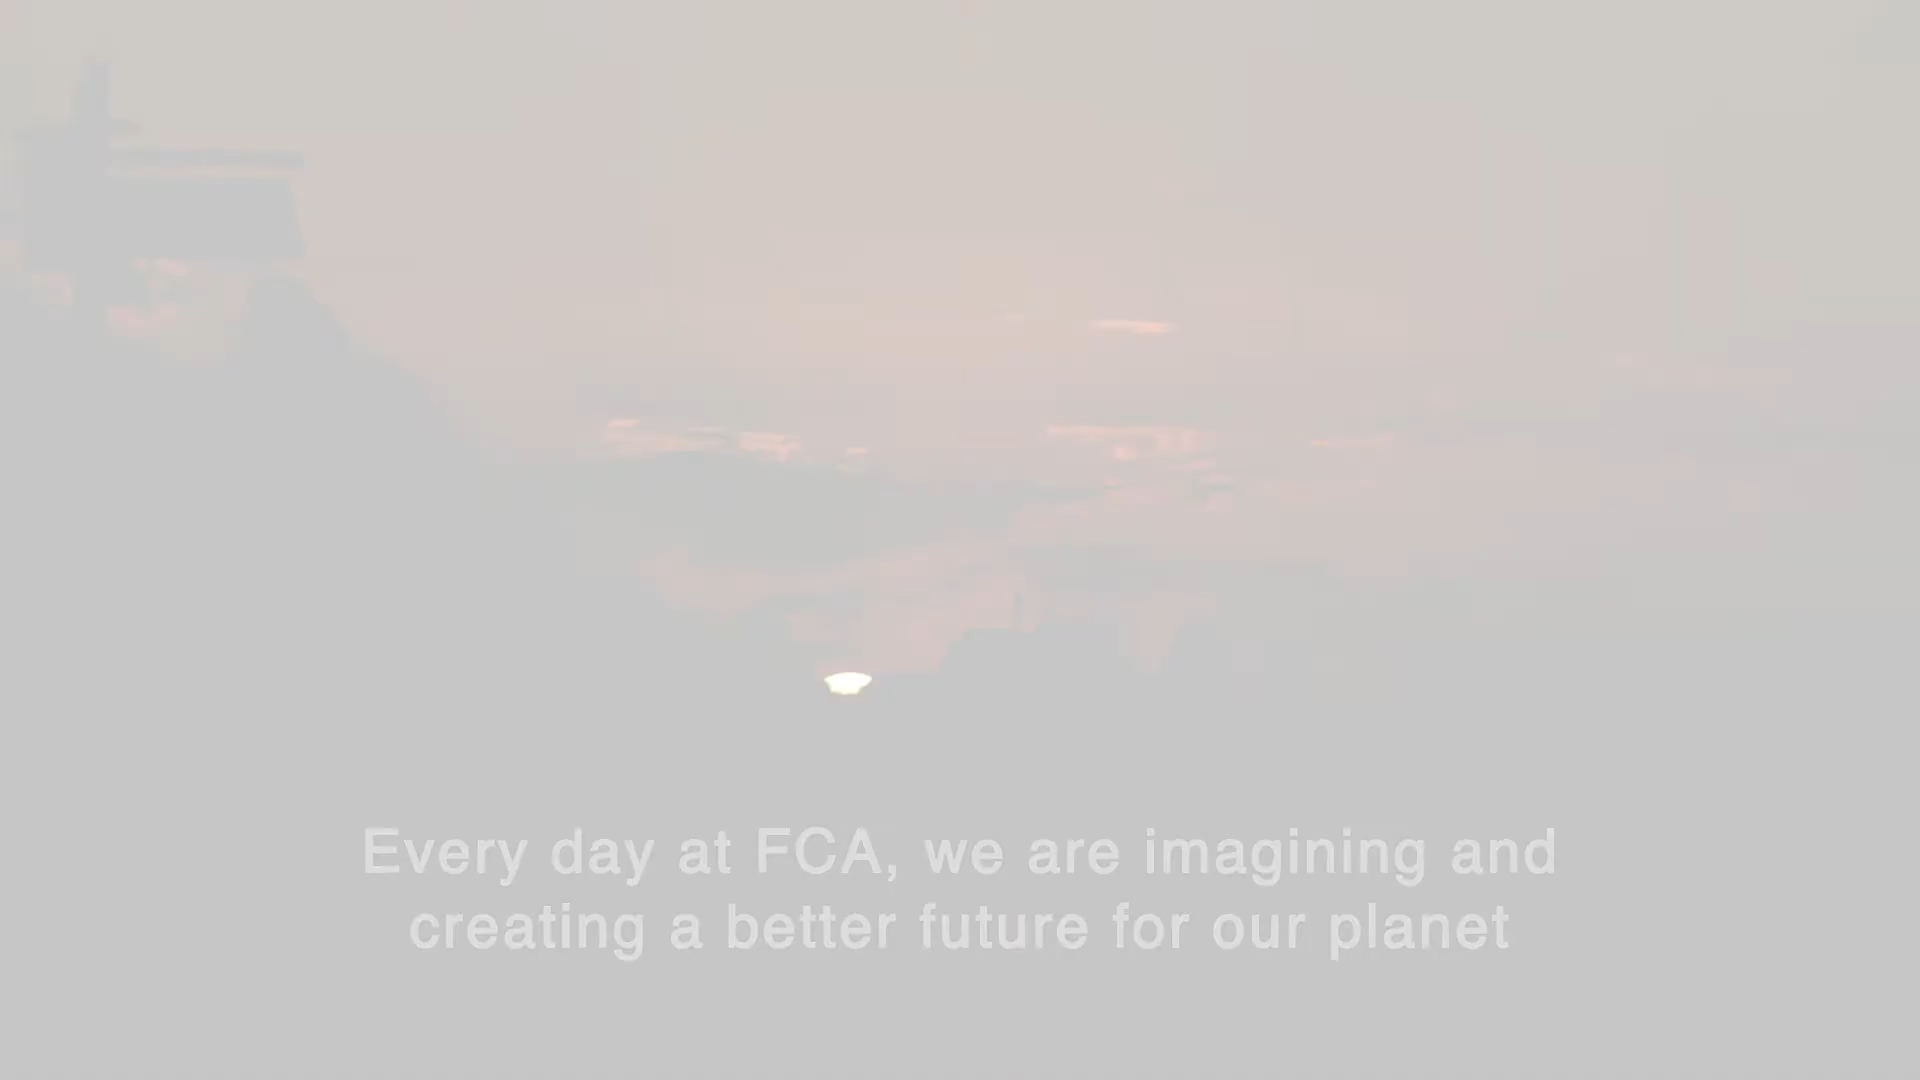 Every day at FCA, we are imagining and
creating a better future for our planet